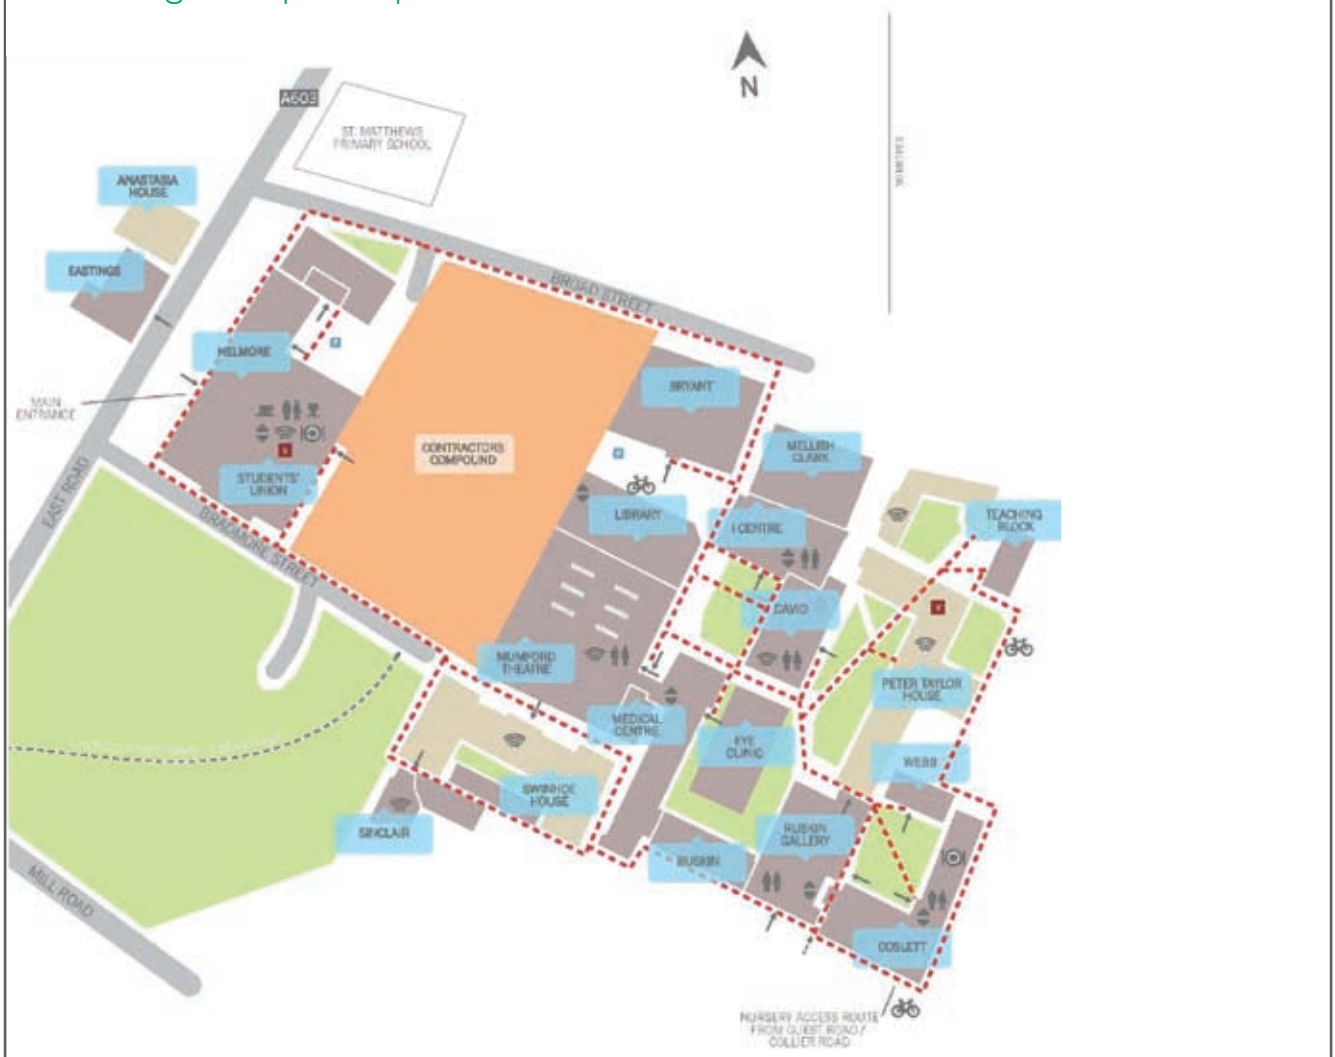 N
A603
ST. MATTHEWS
PRIMARY SCHOOL
ANASTASIA
HOUSE
EASTINGS
BROAD STREET
HELMORE
MAIN
ENTRANCE
BRYANT
CONTRACTORS
COMPOUND
MELLISH
CLARK
STUDENTS'
UNION
EAST ROAD
LIBRARY
I CENTRE
TEACHING
BLOCK
BRADMORE STREET
DAVID
MUMFORD
THEATRE
PETER TAYLOR
HOUSE
MEDICAL
CENTRE
EYE
CLINIC
WEBB
SWINHOE
HOUSE
SINCLAIR
RUSKIN
GALLERY
RUSKIN
MILL ROAD
COSLETT
NURSERY ACCESS ROUTE
FROM GUEST ROAD/
COLLIER ROAD